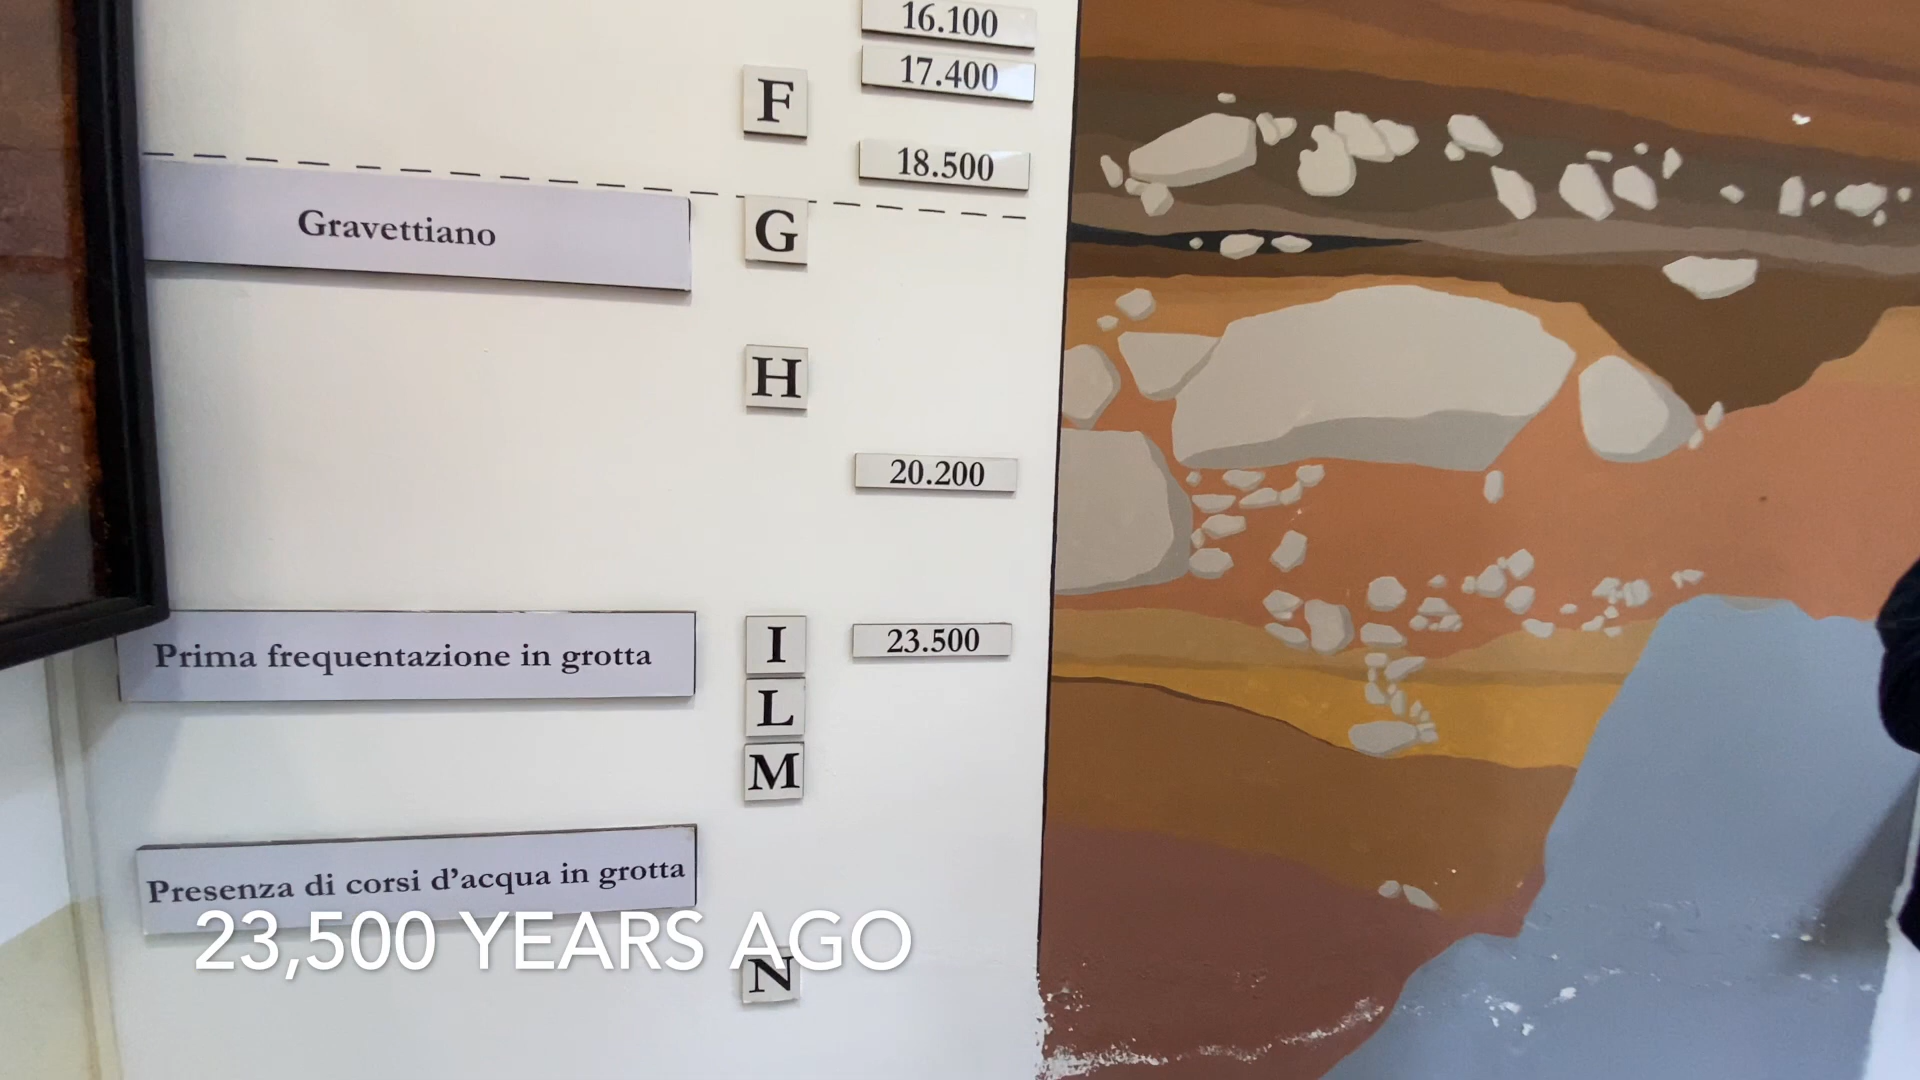 16.100
17.400
F
18.500
Gravettiano
G
H
20.200
Prima frequentazione in grotta
I
23.500
L
M
Presenza di corsi d'acqua in grotta
23,500 YEARS AGO
N